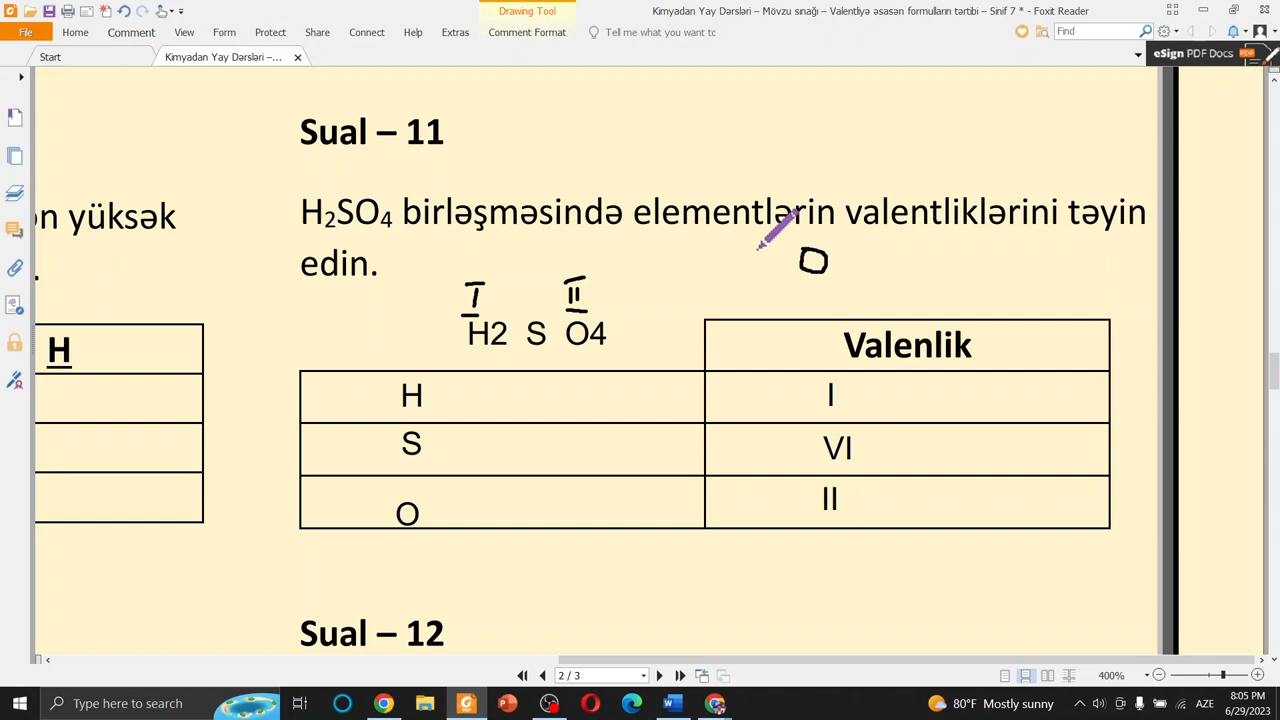 Drawing Tool
Kimyadan Yay Dərsləri – Mövzu sınağı – Valentliyə əsasən formulların tərtibi – Sinif 7 * - Foxit Reader
File Home Comment View Form Protect Share Connect Help Extras Comment Format Tell me what you want tc Find
Start Kimyadan Yay Dərsləri –... eSign PDF Docs
Sual – 11
ən yüksək
H₂SO₄ birləşməsində elementlərin valentliklərini təyin
edin.
O
I II
H2 S O4
H
Valenlik
H I
S VI
O II
Sual – 12
2 / 3 400%
Type here to search 80°F Mostly sunny AZE 8:05 PM
6/29/2023